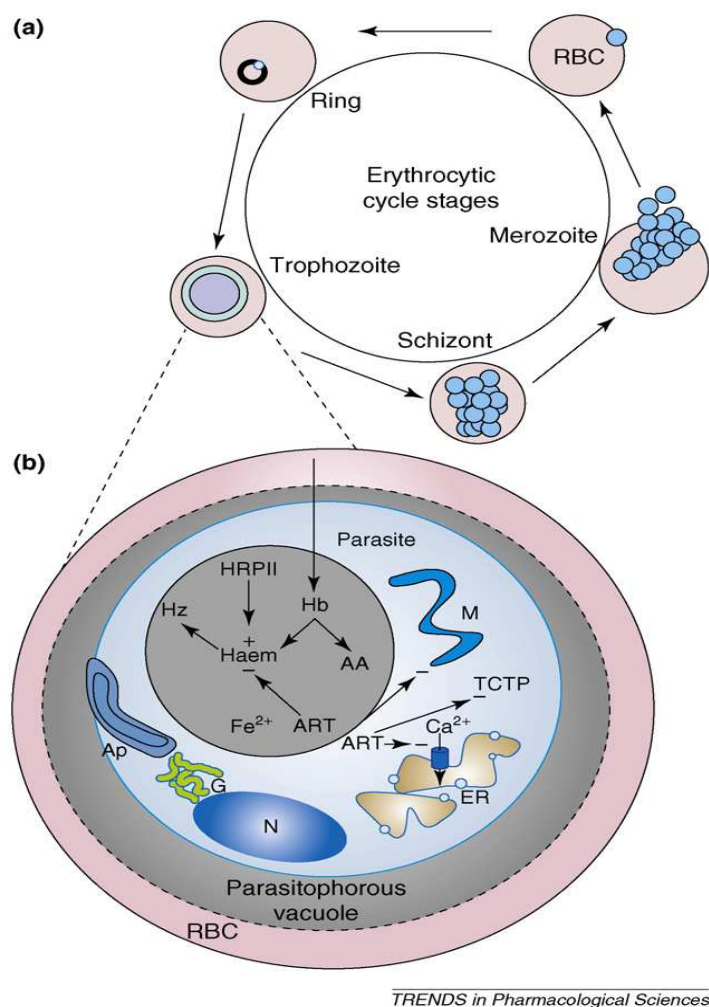 (a)
RBC
Ring
Erythrocytic
cycle stages
Merozoite
Trophozoite
Schizont
(b)
Parasite
HRPII
Hz
Hb
M
+
Haem
–
AA
–
TCTP
–
Fe²⁺
ART
ART
–
Ca²⁺
Ap
G
ER
N
Parasitophorous
vacuole
RBC
TRENDS in Pharmacological Sciences